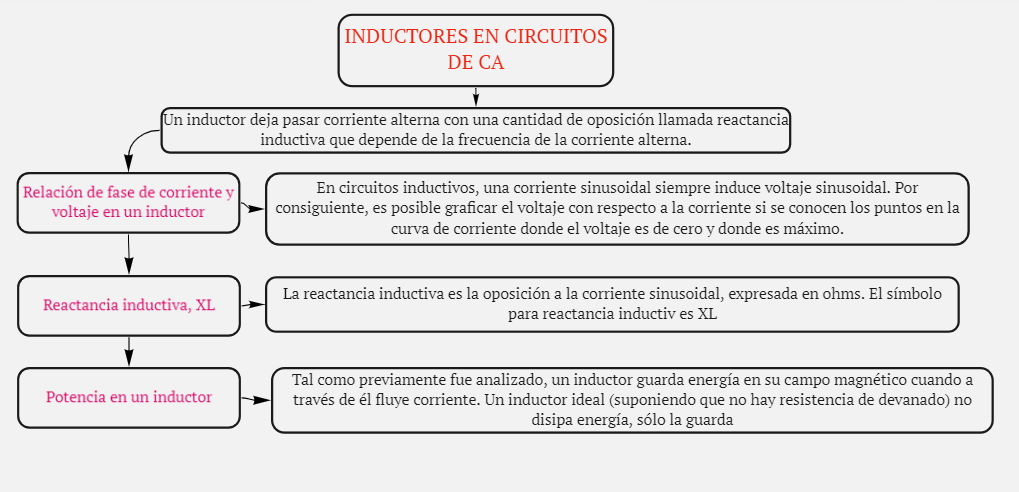 INDUCTORES EN CIRCUITOS
DE CA
Un inductor deja pasar corriente alterna con una cantidad de oposición llamada reactancia
inductiva que depende de la frecuencia de la corriente alterna.
Relación de fase de corriente y
voltaje en un inductor
En circuitos inductivos, una corriente sinusoidal siempre induce voltaje sinusoidal. Por
consiguiente, es posible graficar el voltaje con respecto a la corriente si se conocen los puntos en la
curva de corriente donde el voltaje es de cero y donde es máximo.
Reactancia inductiva, XL
La reactancia inductiva es la oposición a la corriente sinusoidal, expresada en ohms. El símbolo
para reactancia inductiv es XL
Potencia en un inductor
Tal como previamente fue analizado, un inductor guarda energía en su campo magnético cuando a
través de él fluye corriente. Un inductor ideal (suponiendo que no hay resistencia de devanado) no
disipa energía, sólo la guarda